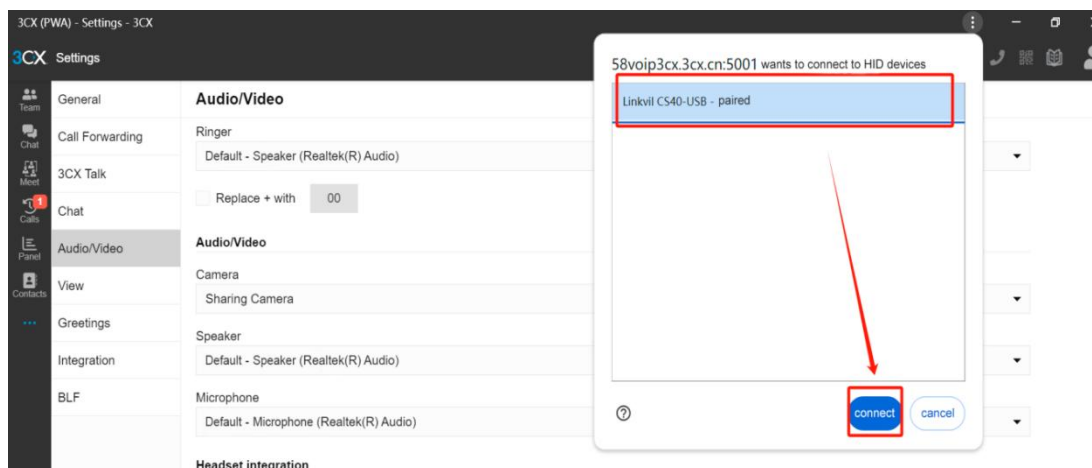 3CX (PWA) - Settings - 3CX
3CX Settings
Team
Chat
Meet
1
Calls
Panel
Contacts
General
Call Forwarding
3CX Talk
Chat
Audio/Video
View
Greetings
Integration
BLF
Audio/Video
Ringer
Default - Speaker (Realtek(R) Audio)
Replace + with 00
Audio/Video
Camera
Sharing Camera
Speaker
Default - Speaker (Realtek(R) Audio)
Microphone
Default - Microphone (Realtek(R) Audio)
Headset integration
58voip3cx.3cx.cn:5001 wants to connect to HID devices
Linkvil CS40-USB - paired
connect cancel